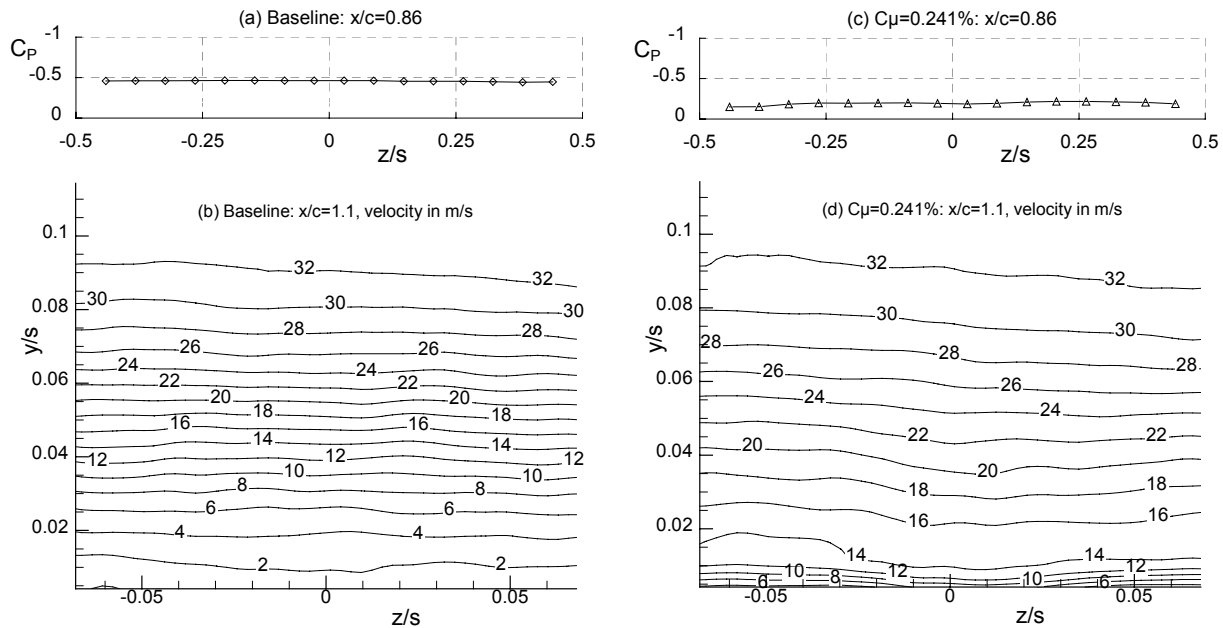 (a) Baseline: x/c=0.86
C_P
-1
-0.5
0
-0.5 -0.25 0 0.25 0.5
z/s
(c) Cμ=0.241%: x/c=0.86
C_P
-1
-0.5
0
-0.5 -0.25 0 0.25 0.5
z/s
(b) Baseline: x/c=1.1, velocity in m/s
y/s
0.1
0.08
0.06
0.04
0.02
32 32
30 30 30
28 28
26 26
24 24
22 22
20 20
18 18
16 16
14 14
12 12 12
10 10
8 8
6 6
4 4
2 2
-0.05 0 0.05
z/s
(d) Cμ=0.241%: x/c=1.1, velocity in m/s
y/s
0.1
0.08
0.06
0.04
0.02
32 32
30 30
28 28 28
26 26
24 24
22 22
20 20
18 18
16 16
14 14
12 12
10 10
8 8
6 6
-0.05 0 0.05
z/s